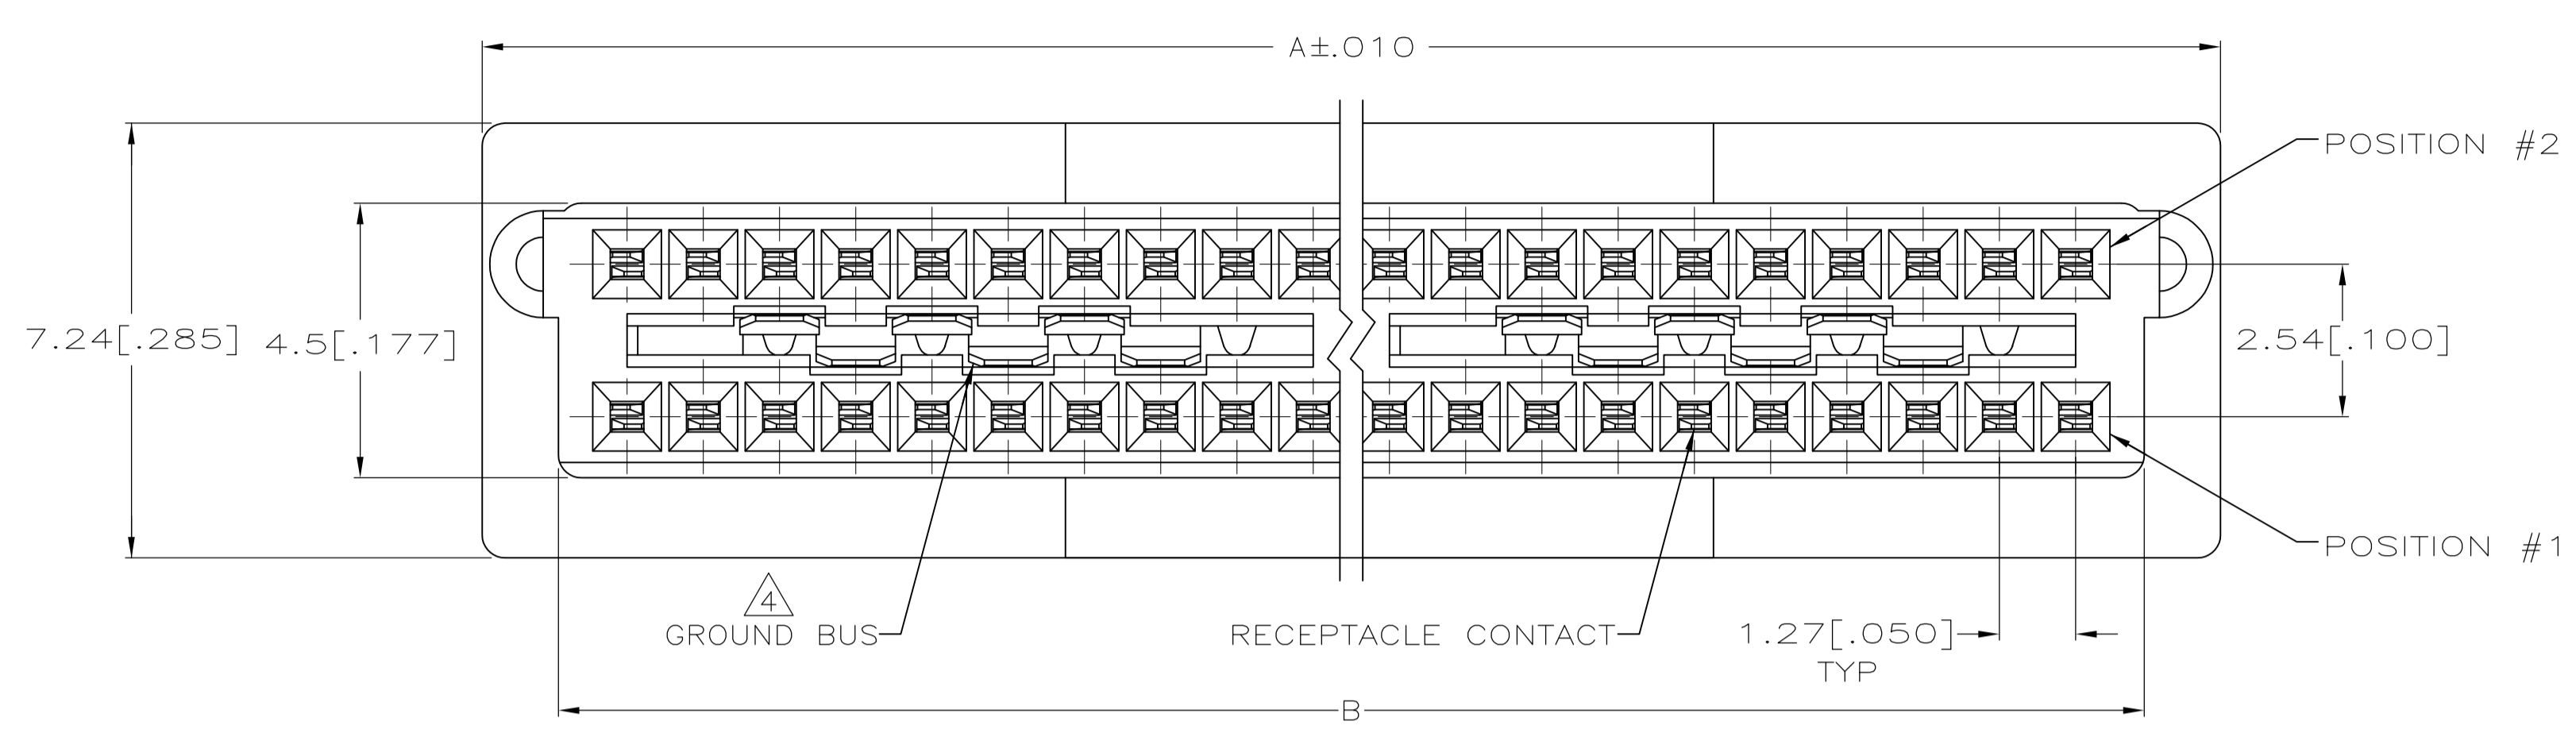 A±.010
POSITION #2
7.24[.285]
4.5[.177]
2.54[.100]
POSITION #1
4
GROUND BUS
RECEPTACLE CONTACT
1.27[.050]
TYP
B